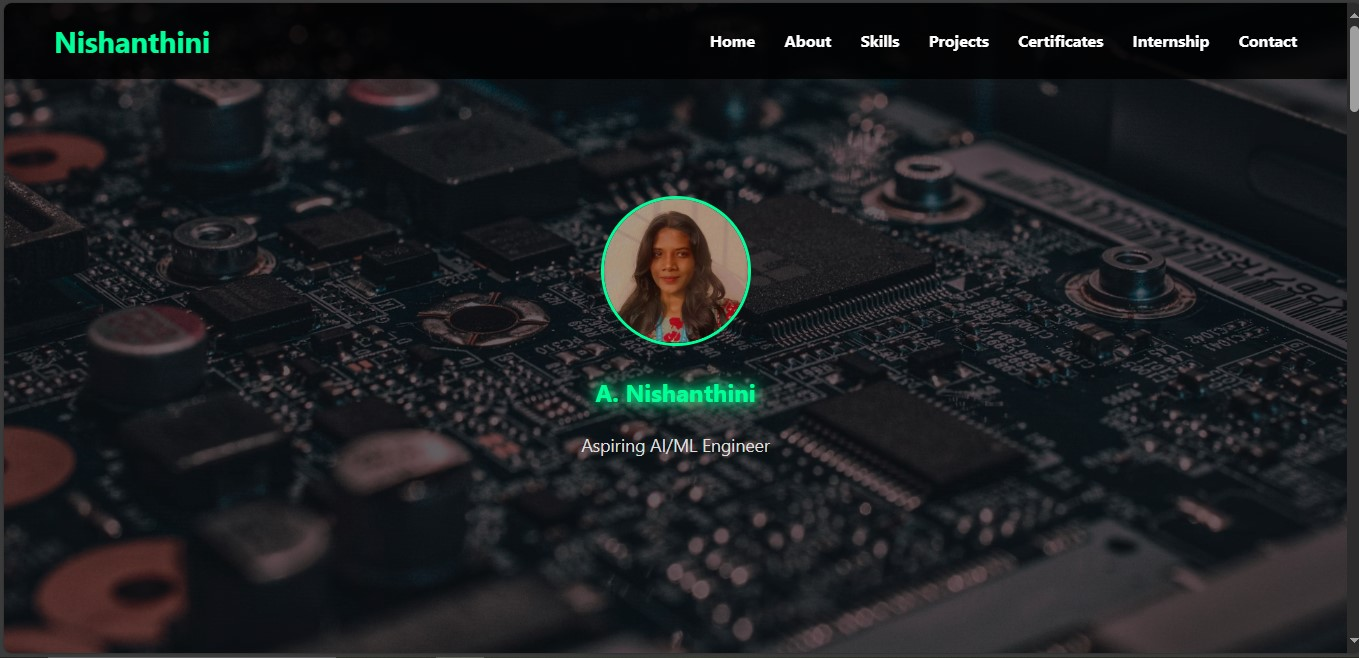 Nishanthini
Home About Skills Projects Certificates Internship Contact
A. Nishanthini
Aspiring AI/ML Engineer